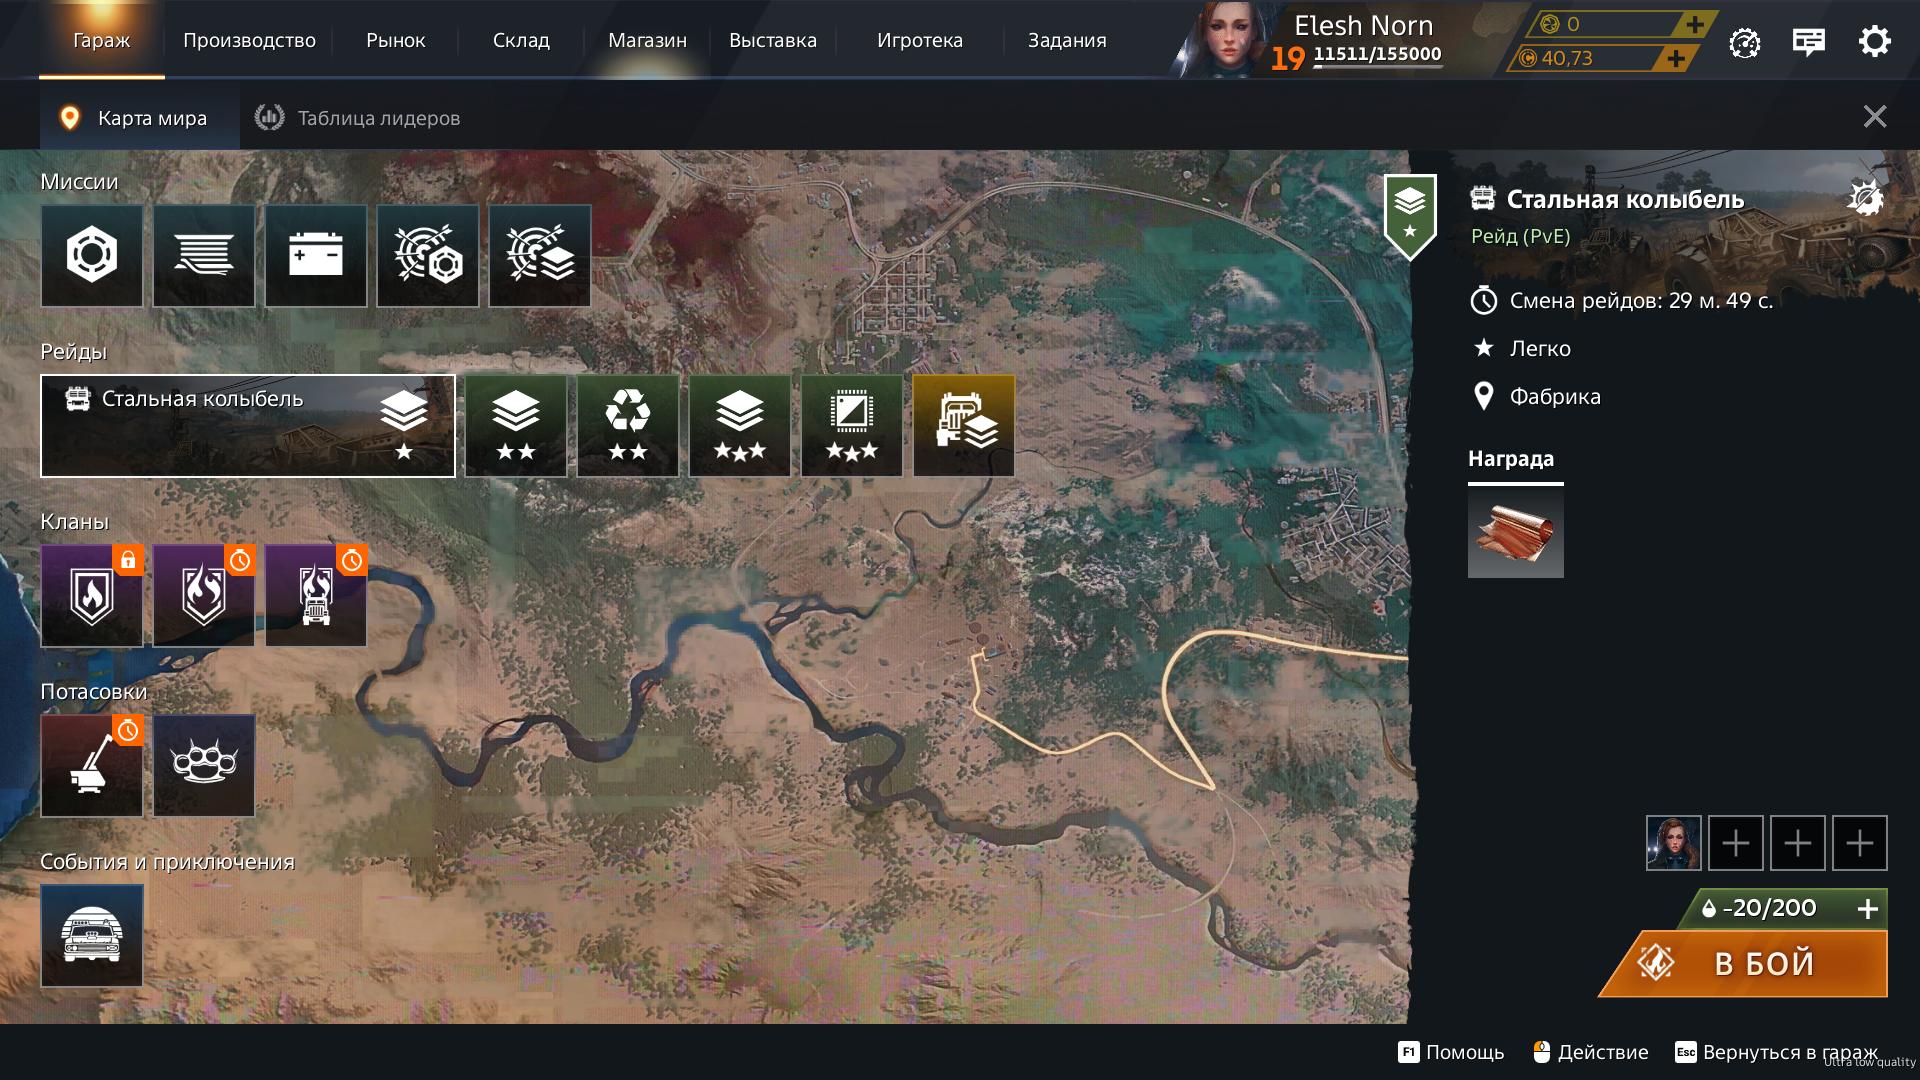 Гараж
Производство
Рынок
Склад
Магазин
Выставка
Игротека
Задания
Elesh Norn
19 11511/155000
0
40,73
Карта мира
Таблица лидеров
Миссии
Рейды
Стальная колыбель
Кланы
Потасовки
События и приключения
Стальная колыбель
Рейд (PvE)
Смена рейдов: 29 м. 49 с.
Легко
Фабрика
Награда
-20/200
В БОЙ
F1 Помощь
Действие
Esc Вернуться в гараж
Ultra low quality